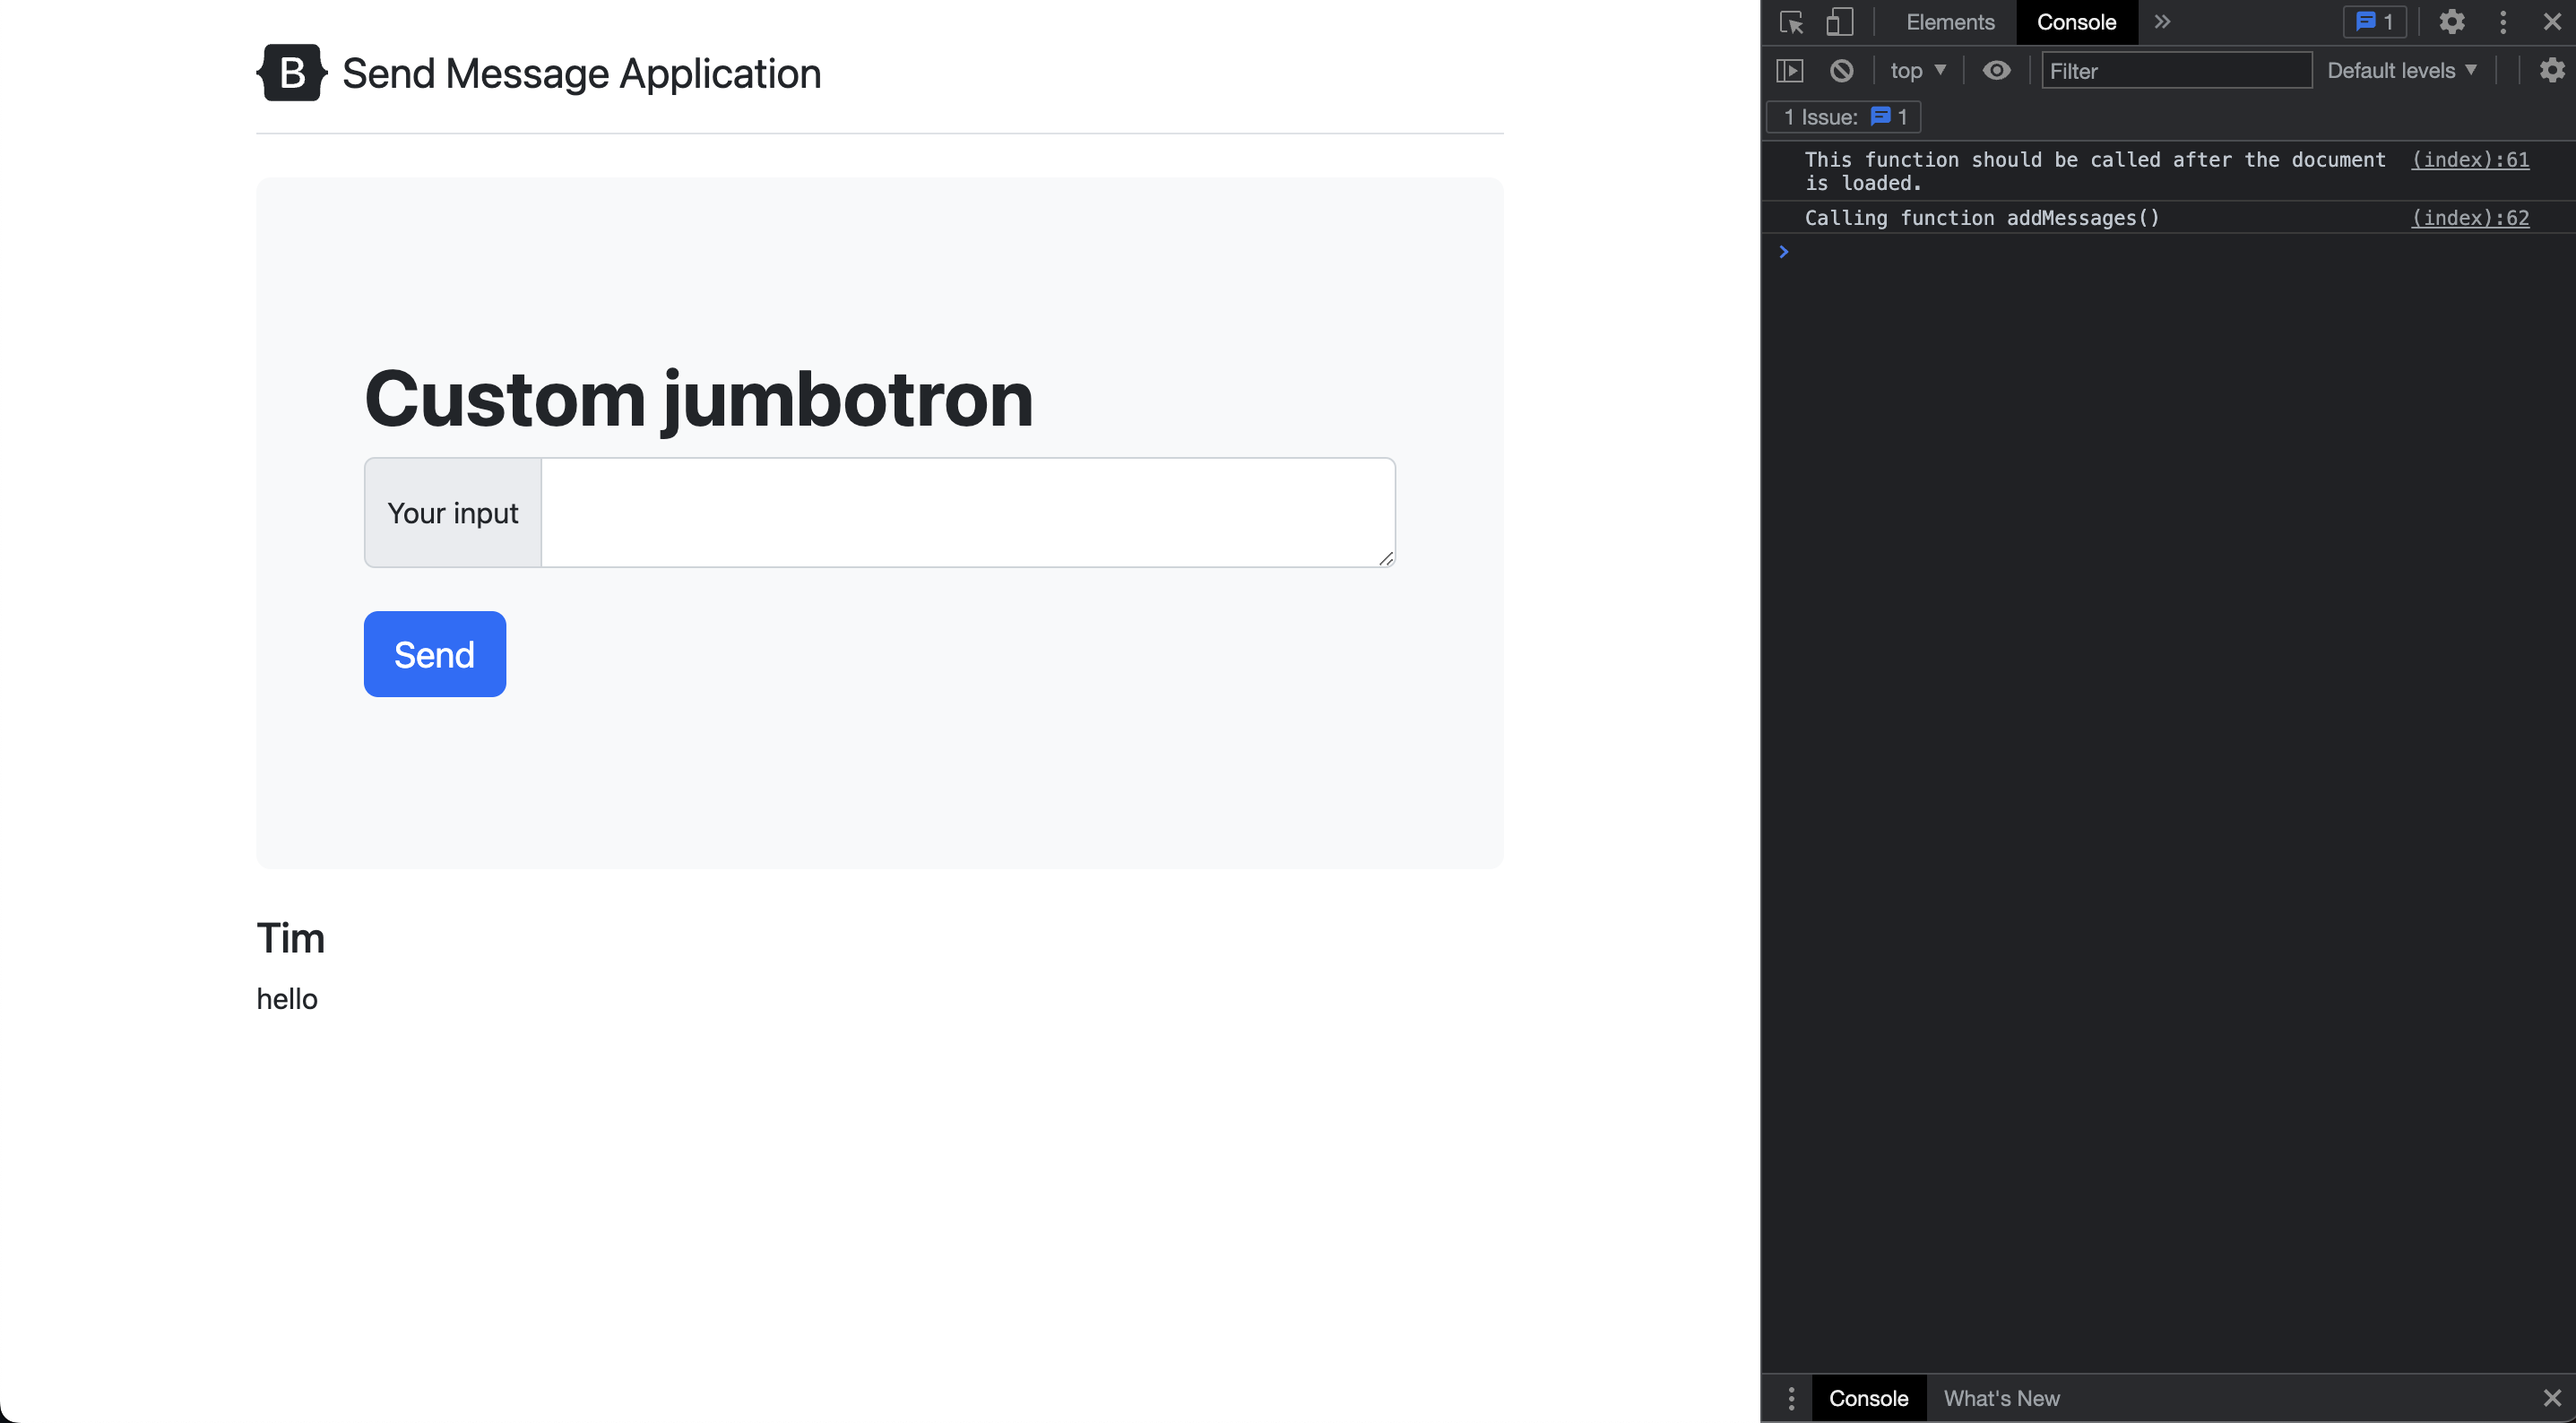 B Send Message Application
Custom jumbotron
Your input
Send
Tim
hello
Elements Console 1
top Filter Default levels
1 Issue: 1
This function should be called after the document (index):61
is loaded.
Calling function addMessages() (index):62
Console What's New